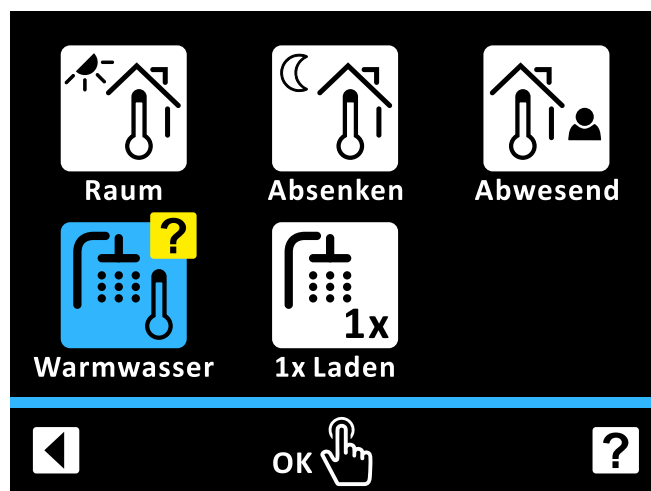 Raum
Absenken
Abwesend
?
1x
Warmwasser
1x Laden
OK
?